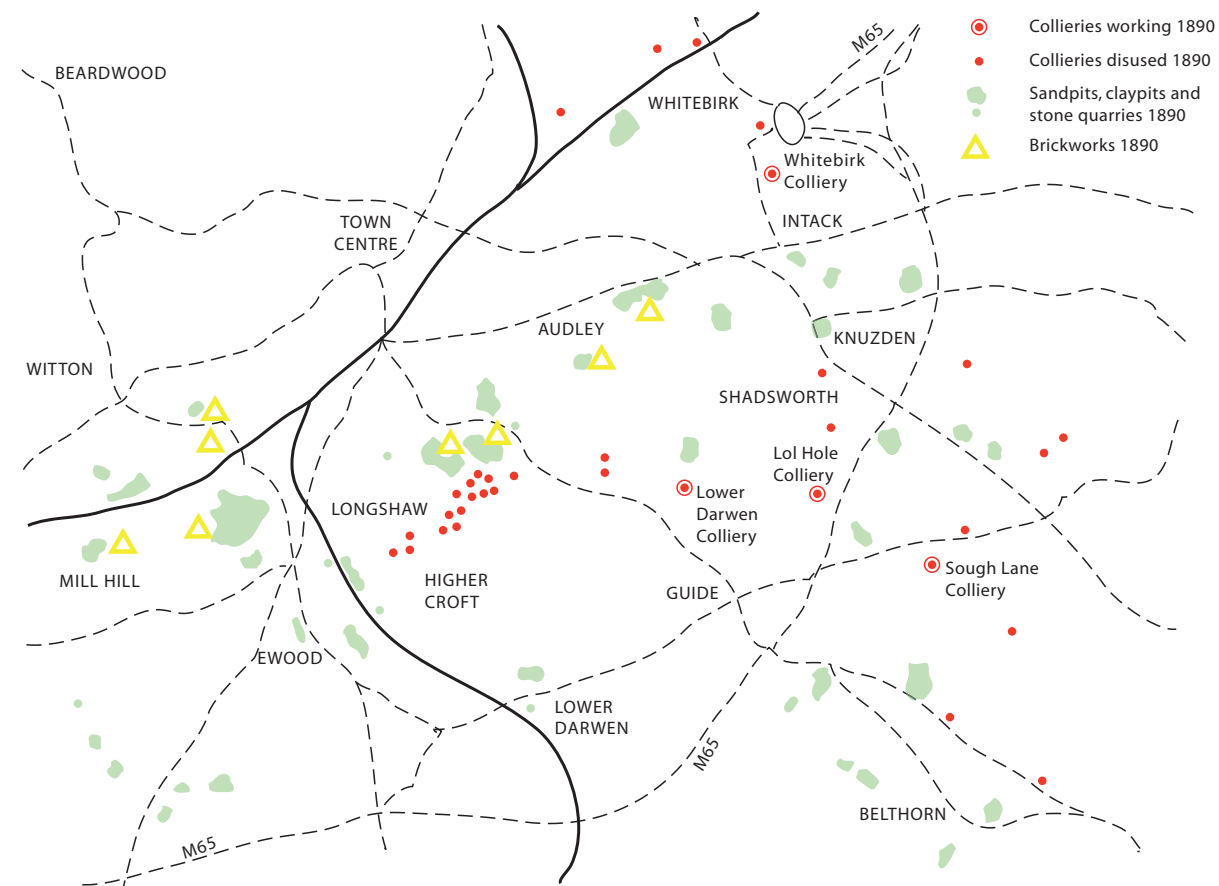 M65
Collieries working 1890
Collieries disused 1890
Sandpits, claypits and
stone quarries 1890
Brickworks 1890
BEARDWOOD
WHITEBIRK
Whitebirk
Colliery
TOWN
CENTRE
INTACK
AUDLEY
KNUZDEN
WITTON
SHADSWORTH
Lol Hole
Colliery
LONGSHAW
Lower
Darwen
Colliery
MILL HILL
HIGHER
CROFT
GUIDE
Sough Lane
Colliery
EWOOD
LOWER
DARWEN
M65
BELTHORN
M65